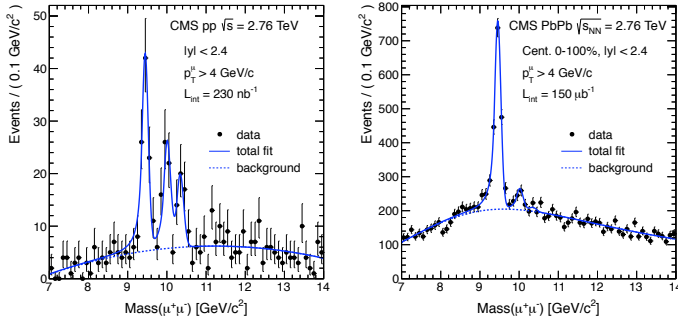 CMS pp √s = 2.76 TeV
|y| < 2.4
p_T^μ > 4 GeV/c
L_int = 230 nb⁻¹
data
total fit
background
Events / ( 0.1 GeV/c² )
50
40
30
20
10
0
7 8 9 10 11 12 13 14
Mass(μ⁺μ⁻) [GeV/c²]
CMS PbPb √s_NN = 2.76 TeV
Cent. 0-100%, |y| < 2.4
p_T^μ > 4 GeV/c
L_int = 150 μb⁻¹
data
total fit
background
Events / ( 0.1 GeV/c² )
800
700
600
500
400
300
200
100
0
7 8 9 10 11 12 13 14
Mass(μ⁺μ⁻) [GeV/c²]